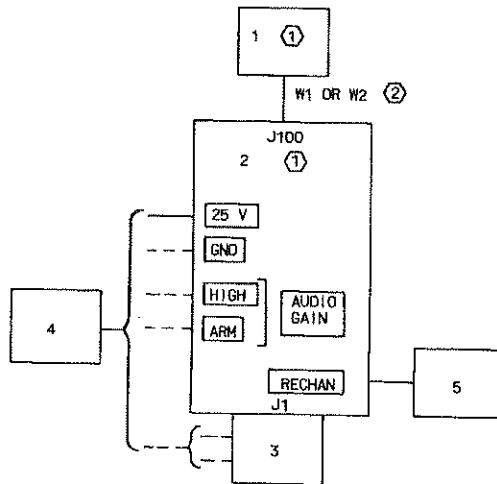 1 1
W1 OR W2 2
J100
2 1
25 V
GND
HIGH
AUDIO
GAIN
ARM
4
RECHAN
5
J1
3